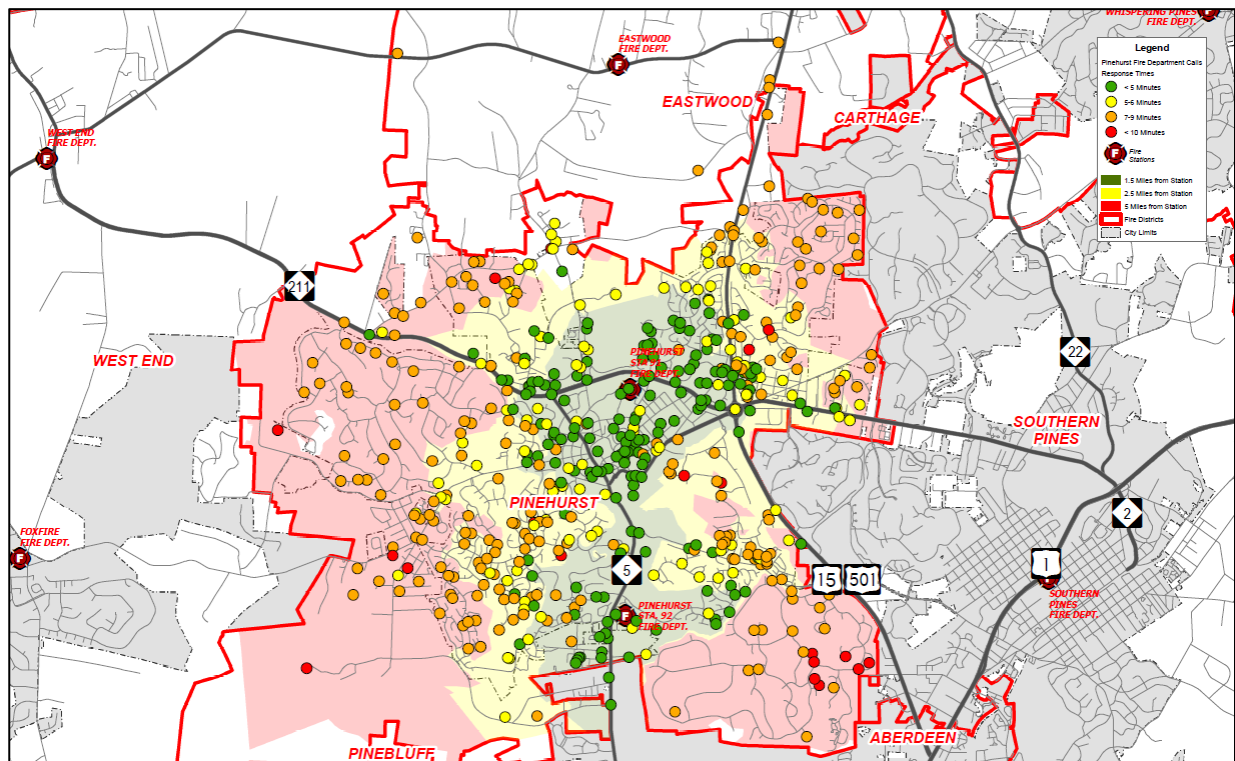 WHISPERING PINES
FIRE DEPT.
EASTWOOD
FIRE DEPT.
Legend
Pinehurst Fire Department Calls
Response Times
< 5 Minutes
5-6 Minutes
7-9 Minutes
< 10 Minutes
Fire
Stations
1.5 Miles from Station
2.5 Miles from Station
5 Miles from Station
Fire Districts
City Limits
EASTWOOD
CARTHAGE
WEST END
FIRE DEPT.
211
WEST END
PINEHURST
STA 91
FIRE DEPT.
22
SOUTHERN
PINES
PINEHURST
2
FOXFIRE
FIRE DEPT.
5
15
501
1
SOUTHERN
PINES
FIRE DEPT.
PINEHURST
STA, 92
FIRE DEPT.
ABERDEEN
PINEBLUFF